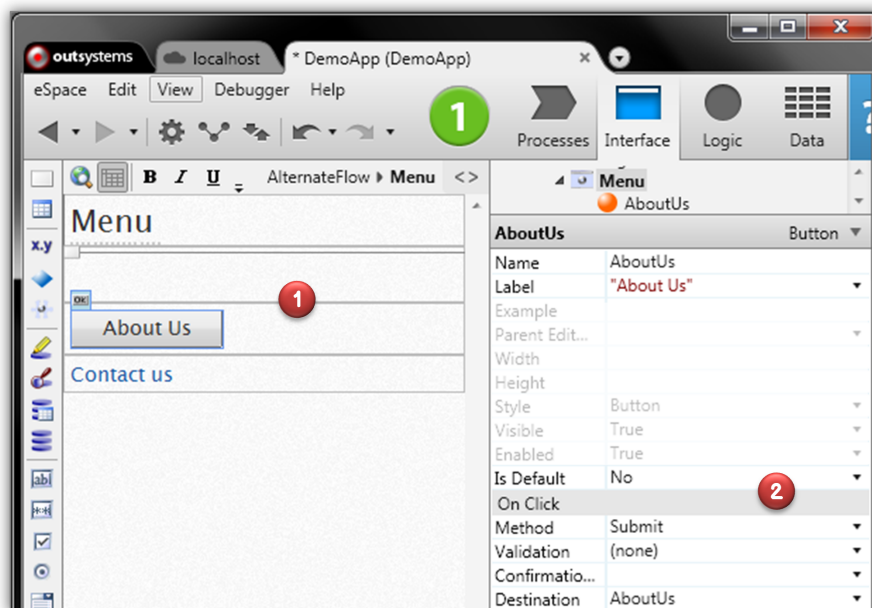 outsystems
localhost
* DemoApp (DemoApp)
eSpace Edit View Debugger Help
1
Processes Interface Logic Data
?
B I U
AlternateFlow Menu <>
Menu
AboutUs
Menu
AboutUs Button
x.y
Name AboutUs
Label "About Us"
Example
1
OK
Parent Edit...
About Us
Width
Height
Contact us
Style Button
Visible True
Enabled True
Is Default No
2
On Click
ab
Method Submit
Validation (none)
Confirmatio...
Destination AboutUs